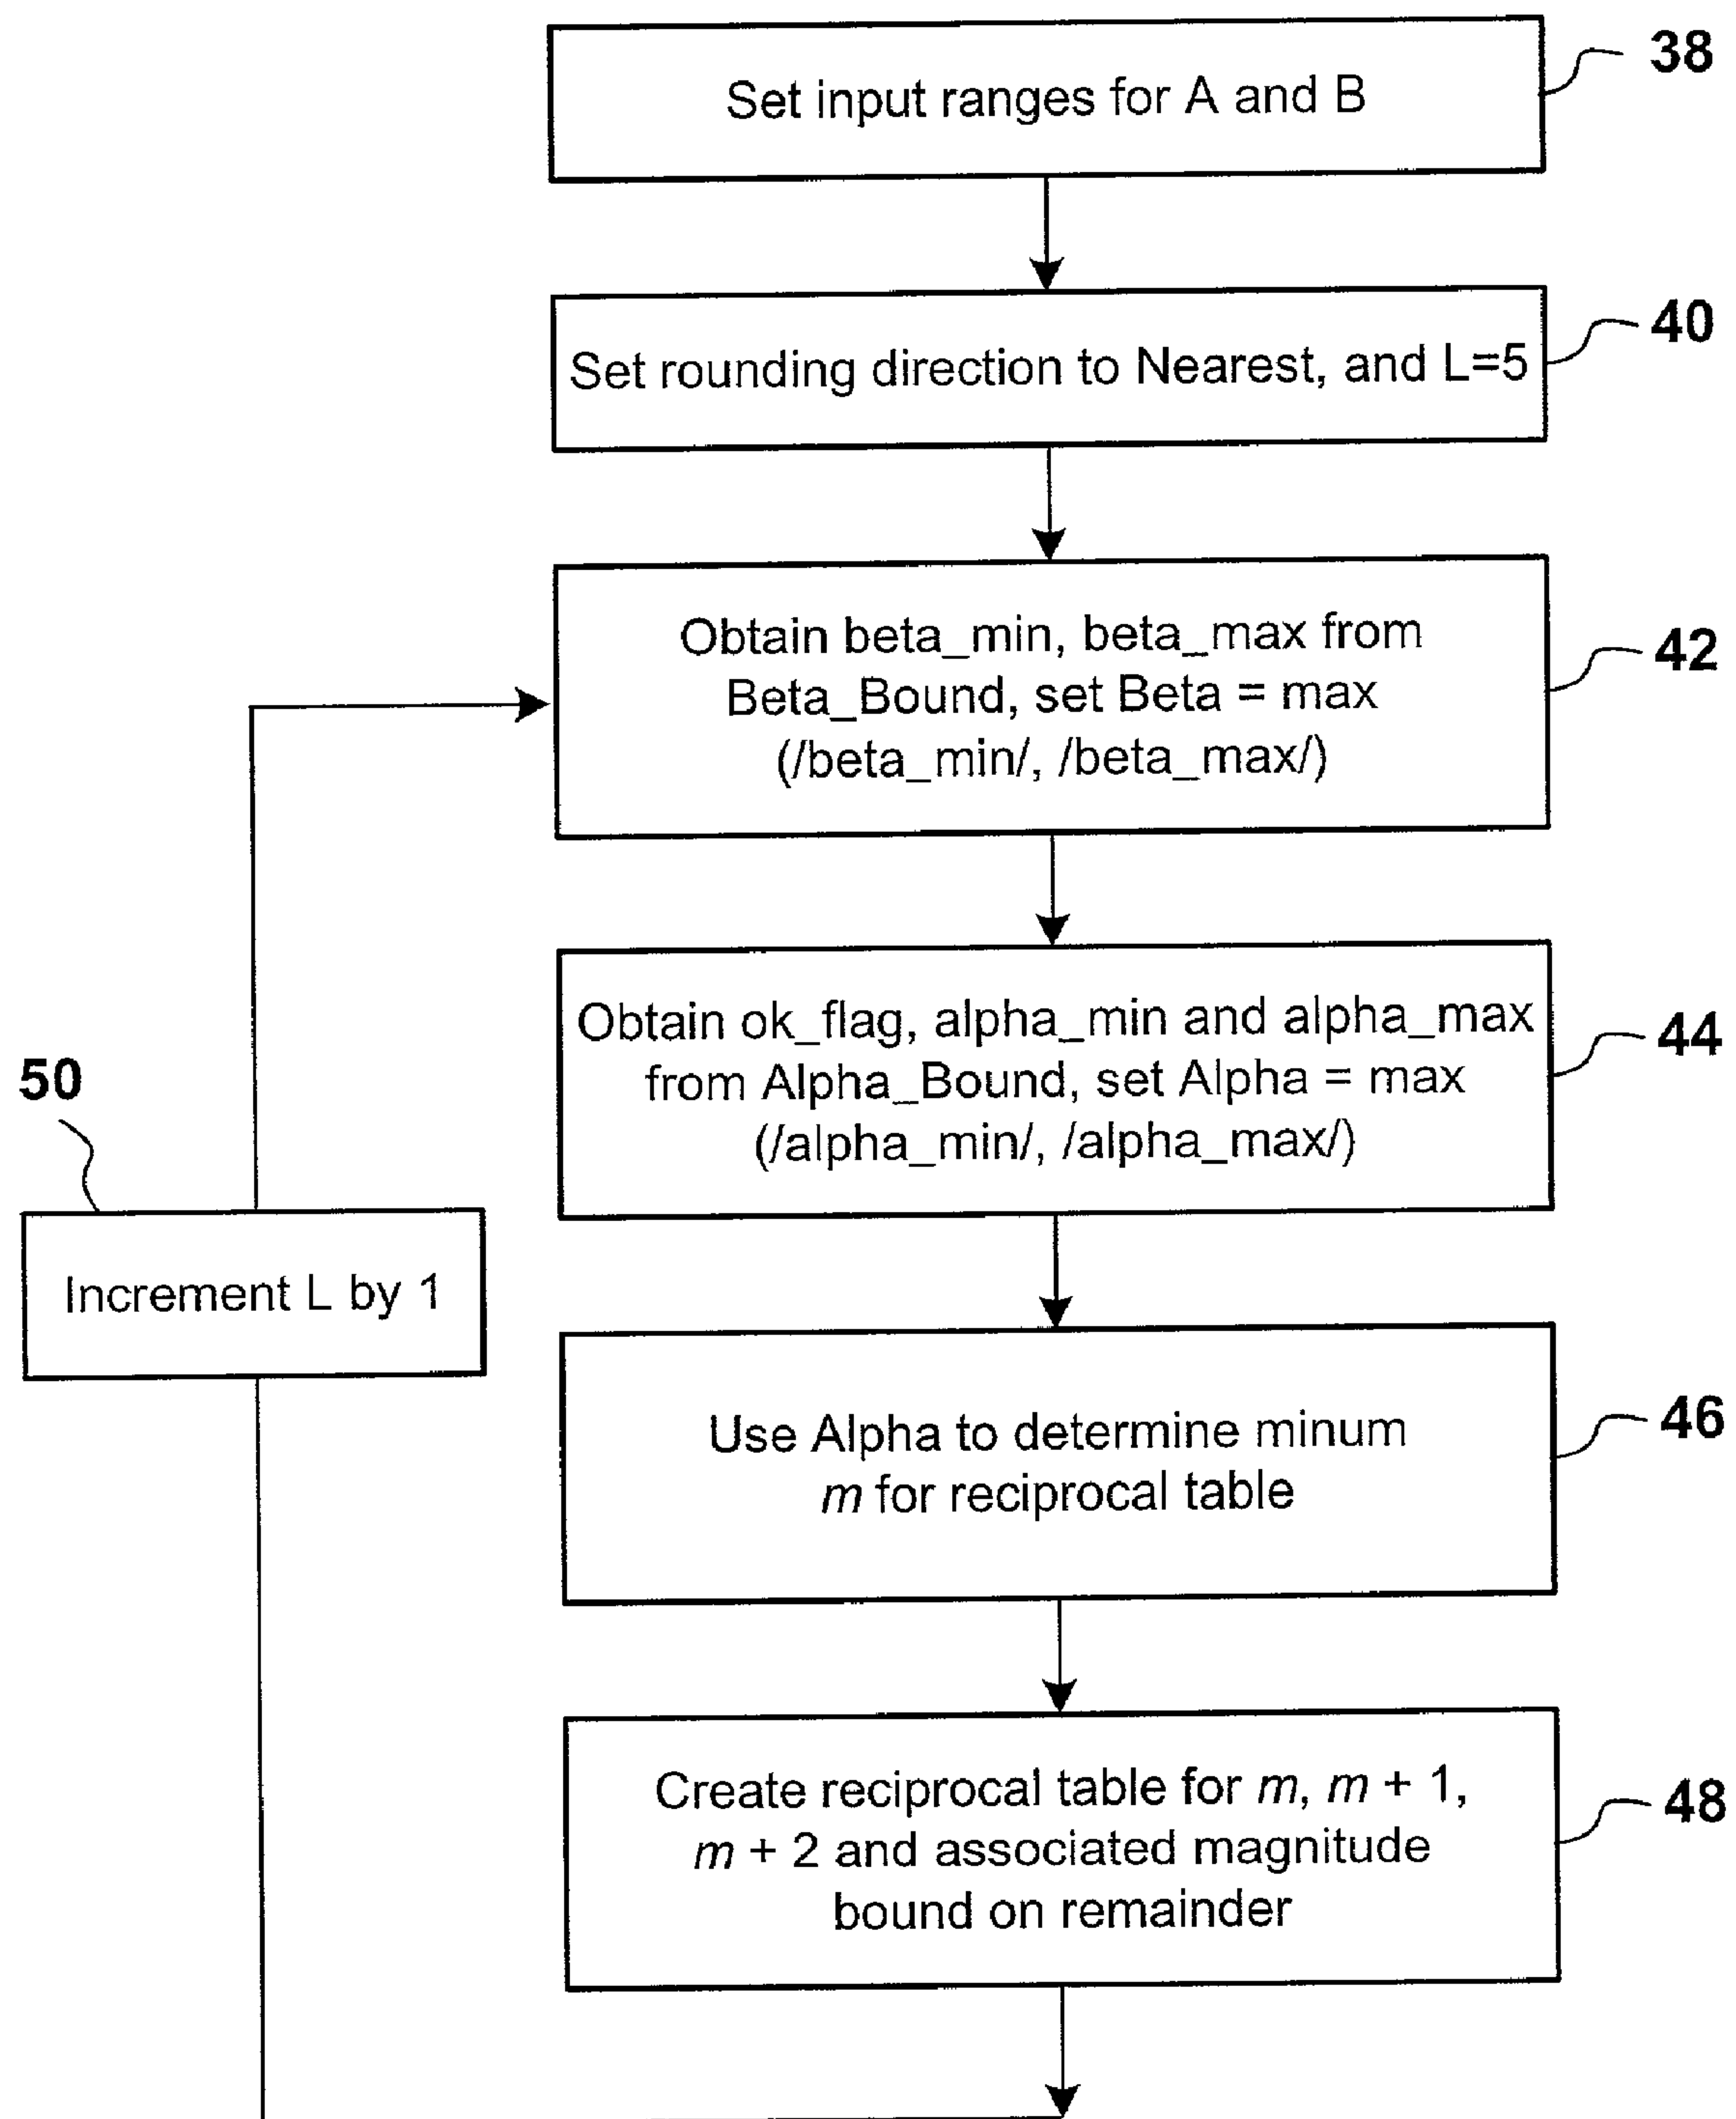 Set input ranges for A and B
38
Set rounding direction to Nearest, and L=5
40
Obtain beta_min, beta_max from
Beta_Bound, set Beta = max
(/beta_min/, /beta_max/)
42
Obtain ok_flag, alpha_min and alpha_max
from Alpha_Bound, set Alpha = max
(/alpha_min/, /alpha_max/)
44
50
Increment L by 1
Use Alpha to determine minum
m for reciprocal table
46
Create reciprocal table for m, m + 1,
m + 2 and associated magnitude
bound on remainder
48